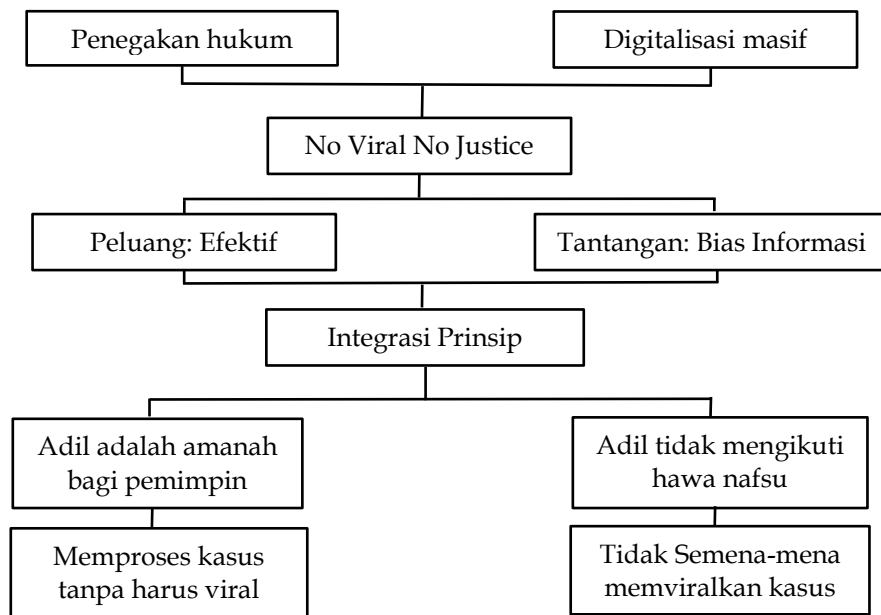 Penegakan hukum
Digitalisasi masif
No Viral No Justice
Peluang: Efektif
Tantangan: Bias Informasi
Integrasi Prinsip
Adil adalah amanah
bagi pemimpin
Adil tidak mengikuti
hawa nafsu
Memproses kasus
tanpa harus viral
Tidak Semena-mena
memviralkan kasus